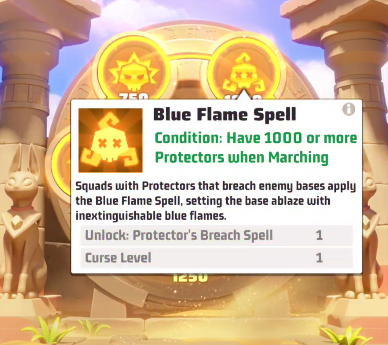 750
Blue Flame Spell
Condition: Have 1000 or more
Protectors when Marching
Squads with Protectors that breach enemy bases apply
the Blue Flame Spell, setting the base ablaze with
inextinguishable blue flames.
Unlock: Protector's Breach Spell 1
Curse Level 1
1250